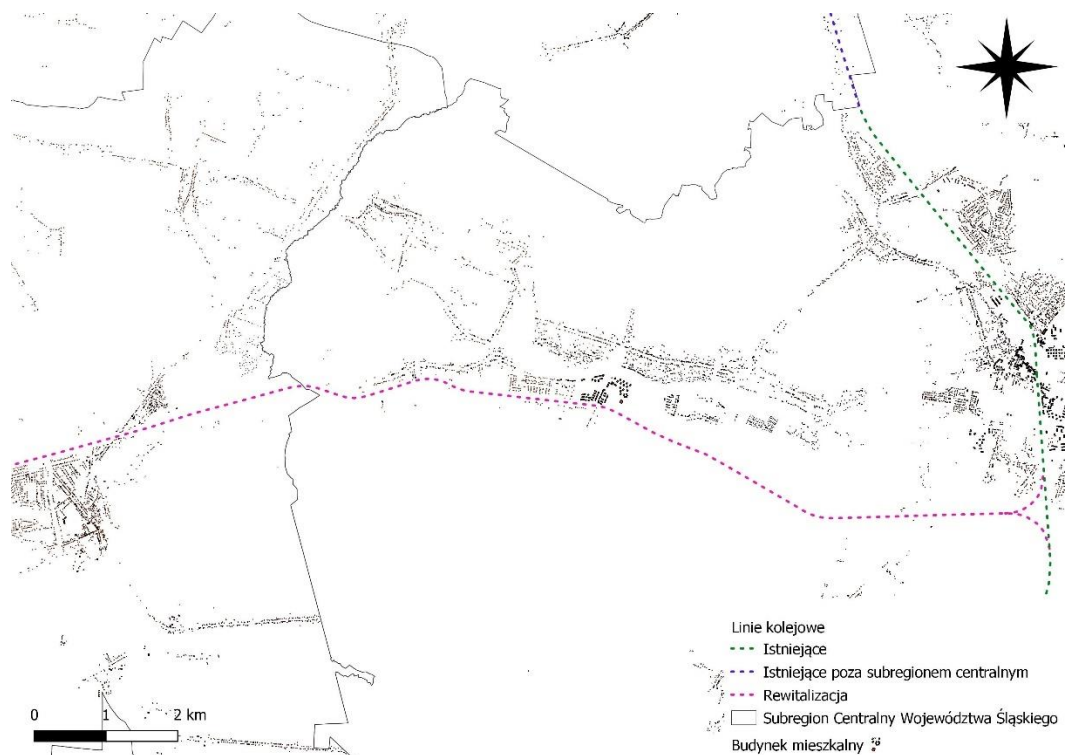 Linie kolejowe
Istniejące
Istniejące poza subregionem centralnym
Rewitalizacja
Subregion Centralny Województwa Śląskiego
Budynek mieszkalny
0 1 2 km